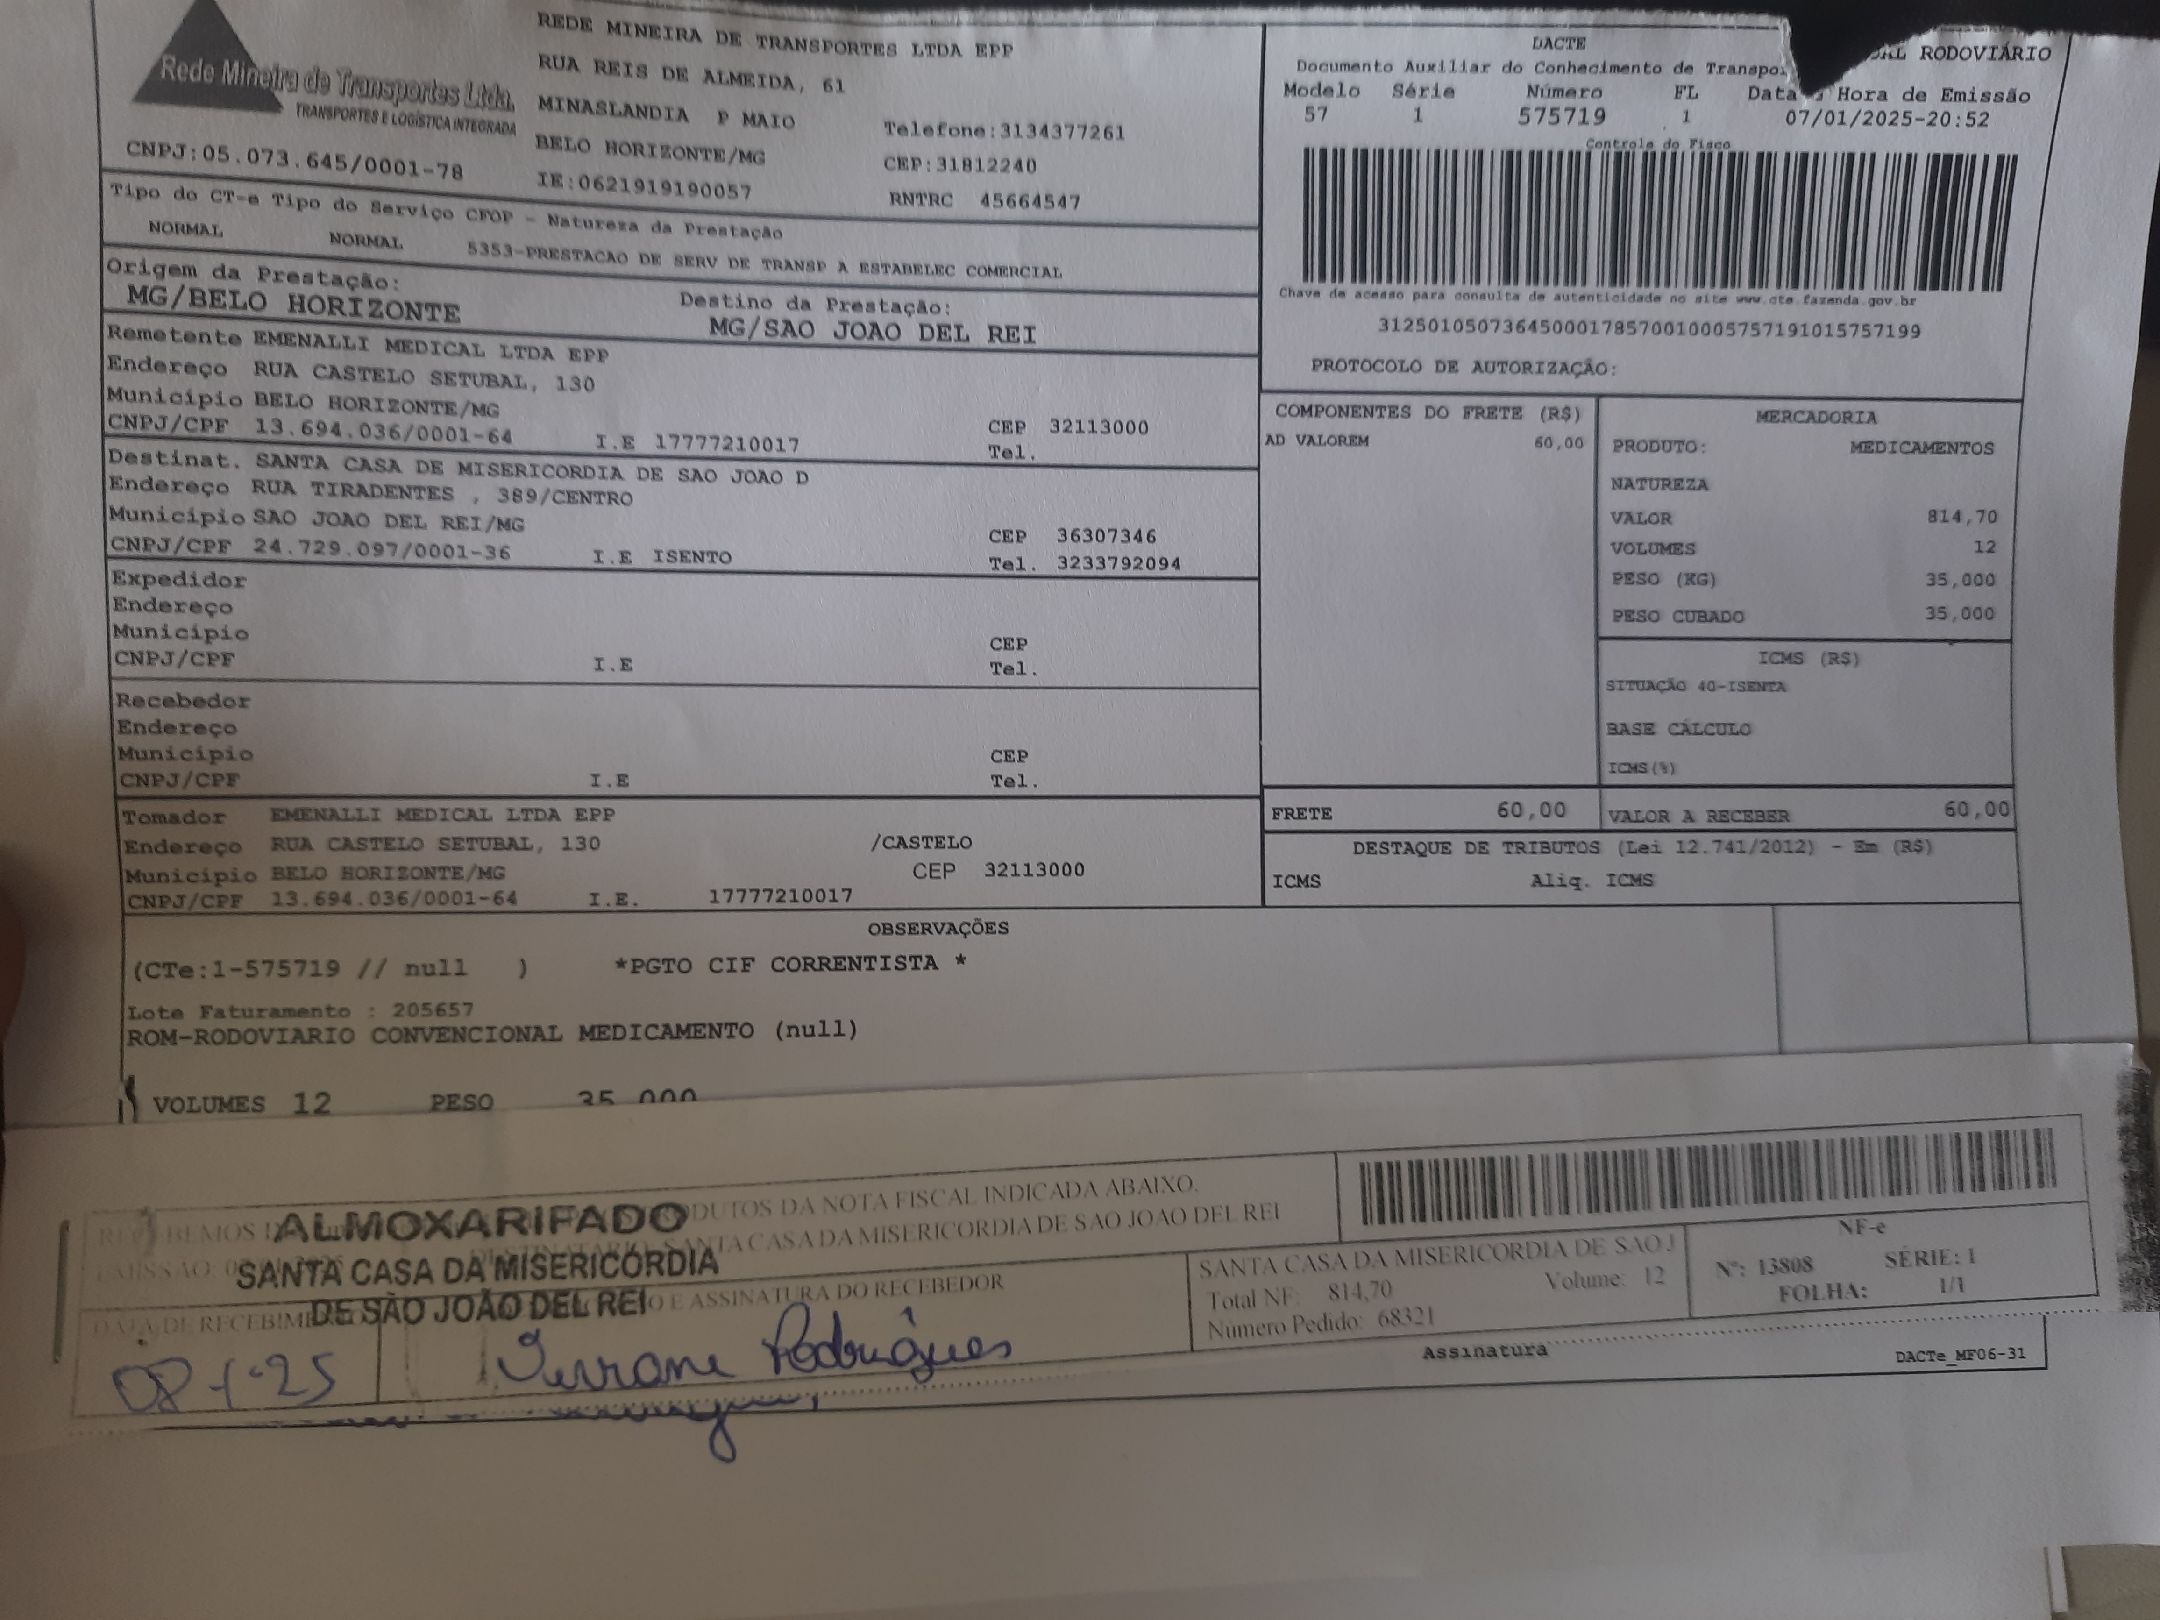 Rede Mineira de Transportes Ltda.
TRANSPORTES E LOGÍSTICA INTEGRADA
CNPJ:05.073.645/0001-78
REDE MINEIRA DE TRANSPORTES LTDA EPP
RUA REIS DE ALMEIDA, 61
MINASLANDIA P MAIO
BELO HORIZONTE/MG
IE:0621919190057
Telefone:3134377261
CEP:31812240
RNTRC 45664547
DACTE
RODOVIÁRIO
Documento Auxiliar do Conhecimento de
Modelo Série Número FL Data Hora de Emissão
57 1 575719 1 07/01/2025-20:52
Controle do Fisco
Chave de acesso para consulta de autenticidade no site www.cte.fazenda.gov.br
31250105073645000178570010005757191015757199
PROTOCOLO DE AUTORIZAÇÃO:
Tipo do CT-e Tipo do Serviço CFOP - Natureza da Prestação
NORMAL NORMAL 5353-PRESTACAO DE SERV DE TRANSP A ESTABELEC COMERCIAL
Origem da Prestação: Destino da Prestação:
MG/BELO HORIZONTE MG/SAO JOAO DEL REI
Remetente EMENALLI MEDICAL LTDA EPP
Endereço RUA CASTELO SETUBAL, 130
Município BELO HORIZONTE/MG CEP 32113000
CNPJ/CPF 13.694.036/0001-64 I.E 17777210017 Tel.
Destinat. SANTA CASA DE MISERICORDIA DE SAO JOAO D
Endereço RUA TIRADENTES , 389/CENTRO
Município SAO JOAO DEL REI/MG CEP 36307346
CNPJ/CPF 24.729.097/0001-36 I.E ISENTO Tel. 3233792094
Expedidor
Endereço
Município CEP
CNPJ/CPF I.E Tel.
Recebedor
Endereço
Município CEP
CNPJ/CPF I.E Tel.
Tomador EMENALLI MEDICAL LTDA EPP
Endereço RUA CASTELO SETUBAL, 130 /CASTELO
Município BELO HORIZONTE/MG CEP 32113000
CNPJ/CPF 13.694.036/0001-64 I.E. 17777210017
COMPONENTES DO FRETE (R$)
AD VALOREM 60,00
MERCADORIA
PRODUTO: MEDICAMENTOS
NATUREZA
VALOR 814,70
VOLUMES 12
PESO (KG) 35,000
PESO CUBADO 35,000
ICMS (R$)
SITUAÇÃO 40-ISENTA
BASE CÁLCULO
ICMS(%)
FRETE 60,00 VALOR A RECEBER 60,00
DESTAQUE DE TRIBUTOS (Lei 12.741/2012) - Em (R$)
ICMS Aliq. ICMS
OBSERVAÇÕES
(CTe:1-575719 // null ) *PGTO CIF CORRENTISTA *
Lote Faturamento : 205657
ROM-RODOVIARIO CONVENCIONAL MEDICAMENTO (null)
VOLUMES 12 PESO 35,000
DA NOTA FISCAL INDICADA ABAIXO.
SANTA CASA DA MISERICORDIA DE SAO JOAO DEL REI
ALMOXARIFADO
SANTA CASA DA MISERICÓRDIA
DE SÃO JOÃO DEL REI
DATA DE
E ASSINATURA DO RECEBEDOR
08-1-25
Rodrigues
SANTA CASA DA MISERICORDIA DE SAO J
Total NF: 814,70 Volume: 12
Número Pedido: 68321
NF-e
Nº: 13808 SÉRIE: 1
FOLHA: 1/1
Assinatura
DACTe_MF06-31